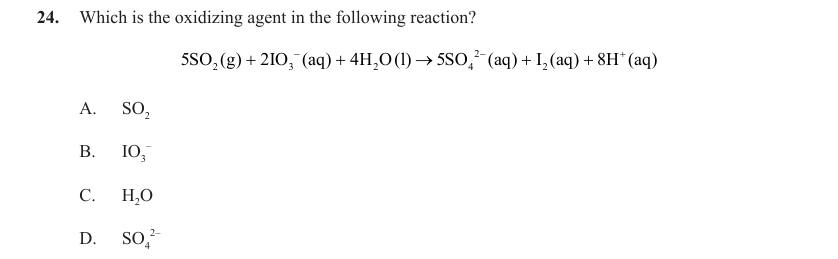 24. Which is the oxidizing agent in the following reaction?
5SO₂(g) + 2IO₃⁻(aq) + 4H₂O(l) → 5SO₄²⁻(aq) + I₂(aq) + 8H⁺(aq)
A. SO₂
B. IO₃⁻
C. H₂O
D. SO₄²⁻